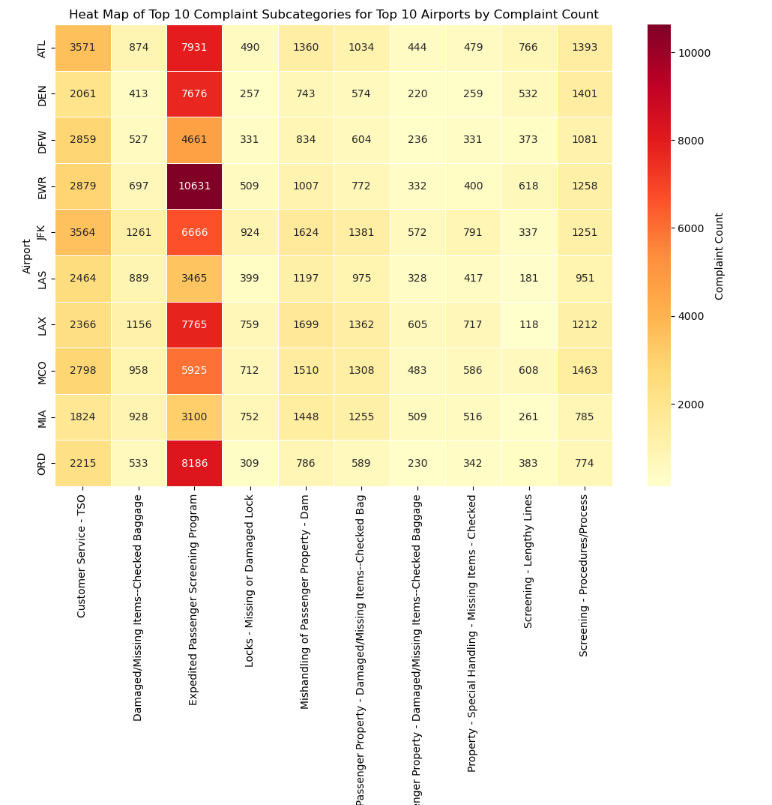 Heat Map of Top 10 Complaint Subcategories for Top 10 Airports by Complaint Count
Airport
ATL 3571 874 7931 490 1360 1034 444 479 766 1393
DEN 2061 413 7676 257 743 574 220 259 532 1401
DFW 2859 527 4661 331 834 604 236 331 373 1081
EWR 2879 697 10631 509 1007 772 332 400 618 1258
JFK 3564 1261 6666 924 1624 1381 572 791 337 1251
LAS 2464 889 3465 399 1197 975 328 417 181 951
LAX 2366 1156 7765 759 1699 1362 605 717 118 1212
MCO 2798 958 5925 712 1510 1308 483 586 608 1463
MIA 1824 928 3100 752 1448 1255 509 516 261 785
ORD 2215 533 8186 309 786 589 230 342 383 774
Customer Service - TSO
Damaged/Missing Items--Checked Baggage
Expedited Passenger Screening Program
Locks - Missing or Damaged Lock
Mishandling of Passenger Property - Dam
Passenger Property - Damaged/Missing Items--Checked Bag
enger Property - Damaged/Missing Items--Checked Baggage
Property - Special Handling - Missing Items - Checked
Screening - Lengthy Lines
Screening - Procedures/Process
10000
8000
6000
4000
2000
Complaint Count